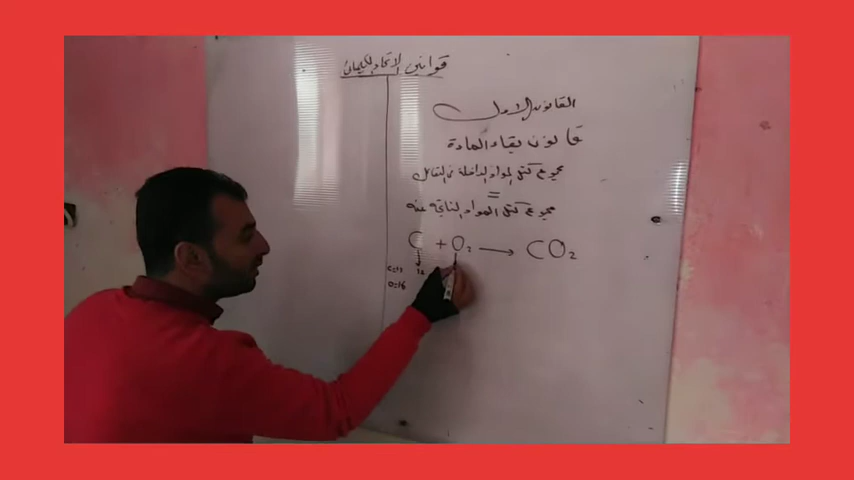 قوانين الاتحاد الكيميائي
القانون الاول
قانون بقاء المادة
مجموع كتل المواد الداخلة في التفاعل
=
مجموع كتل المواد الناتجة عنه
C + O₂ ⟶ CO₂
C=12 12
O=16